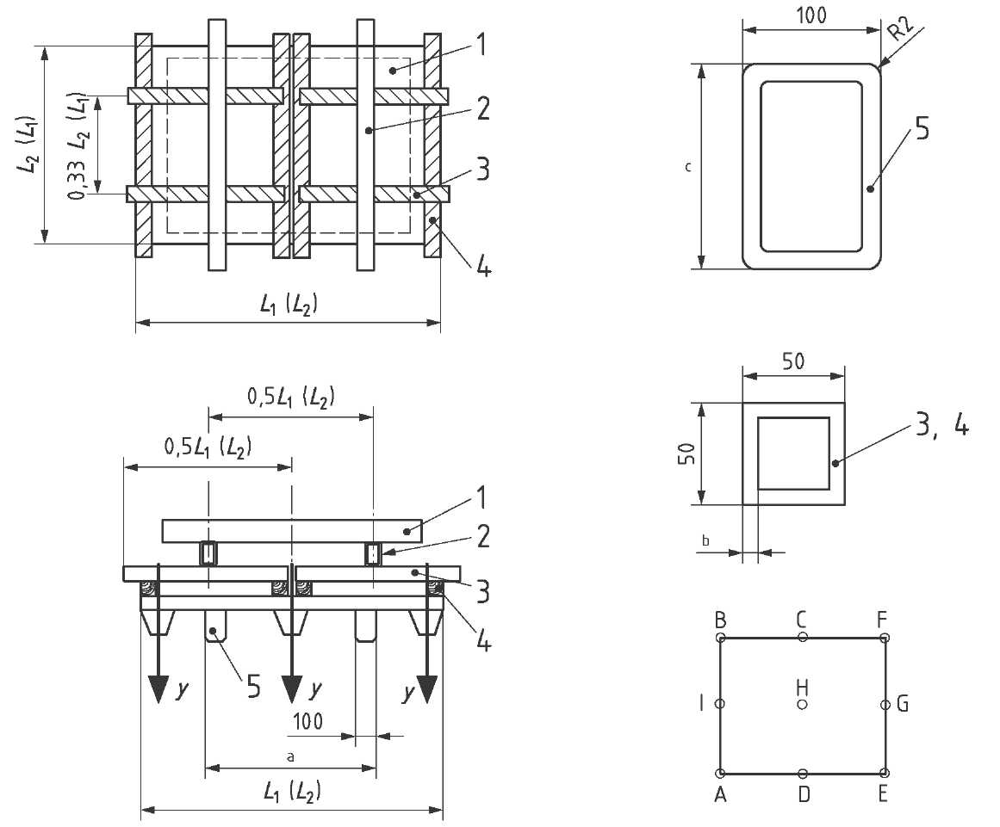 1
2
3
4
L2 (L1)
0,33 L2 (L1)
L1 (L2)
100
R2
c
5
50
50
3, 4
b
0,5L1 (L2)
0,5L1 (L2)
1
2
3
4
5
y
y
y
100
a
L1 (L2)
B C F
I H G
A D E